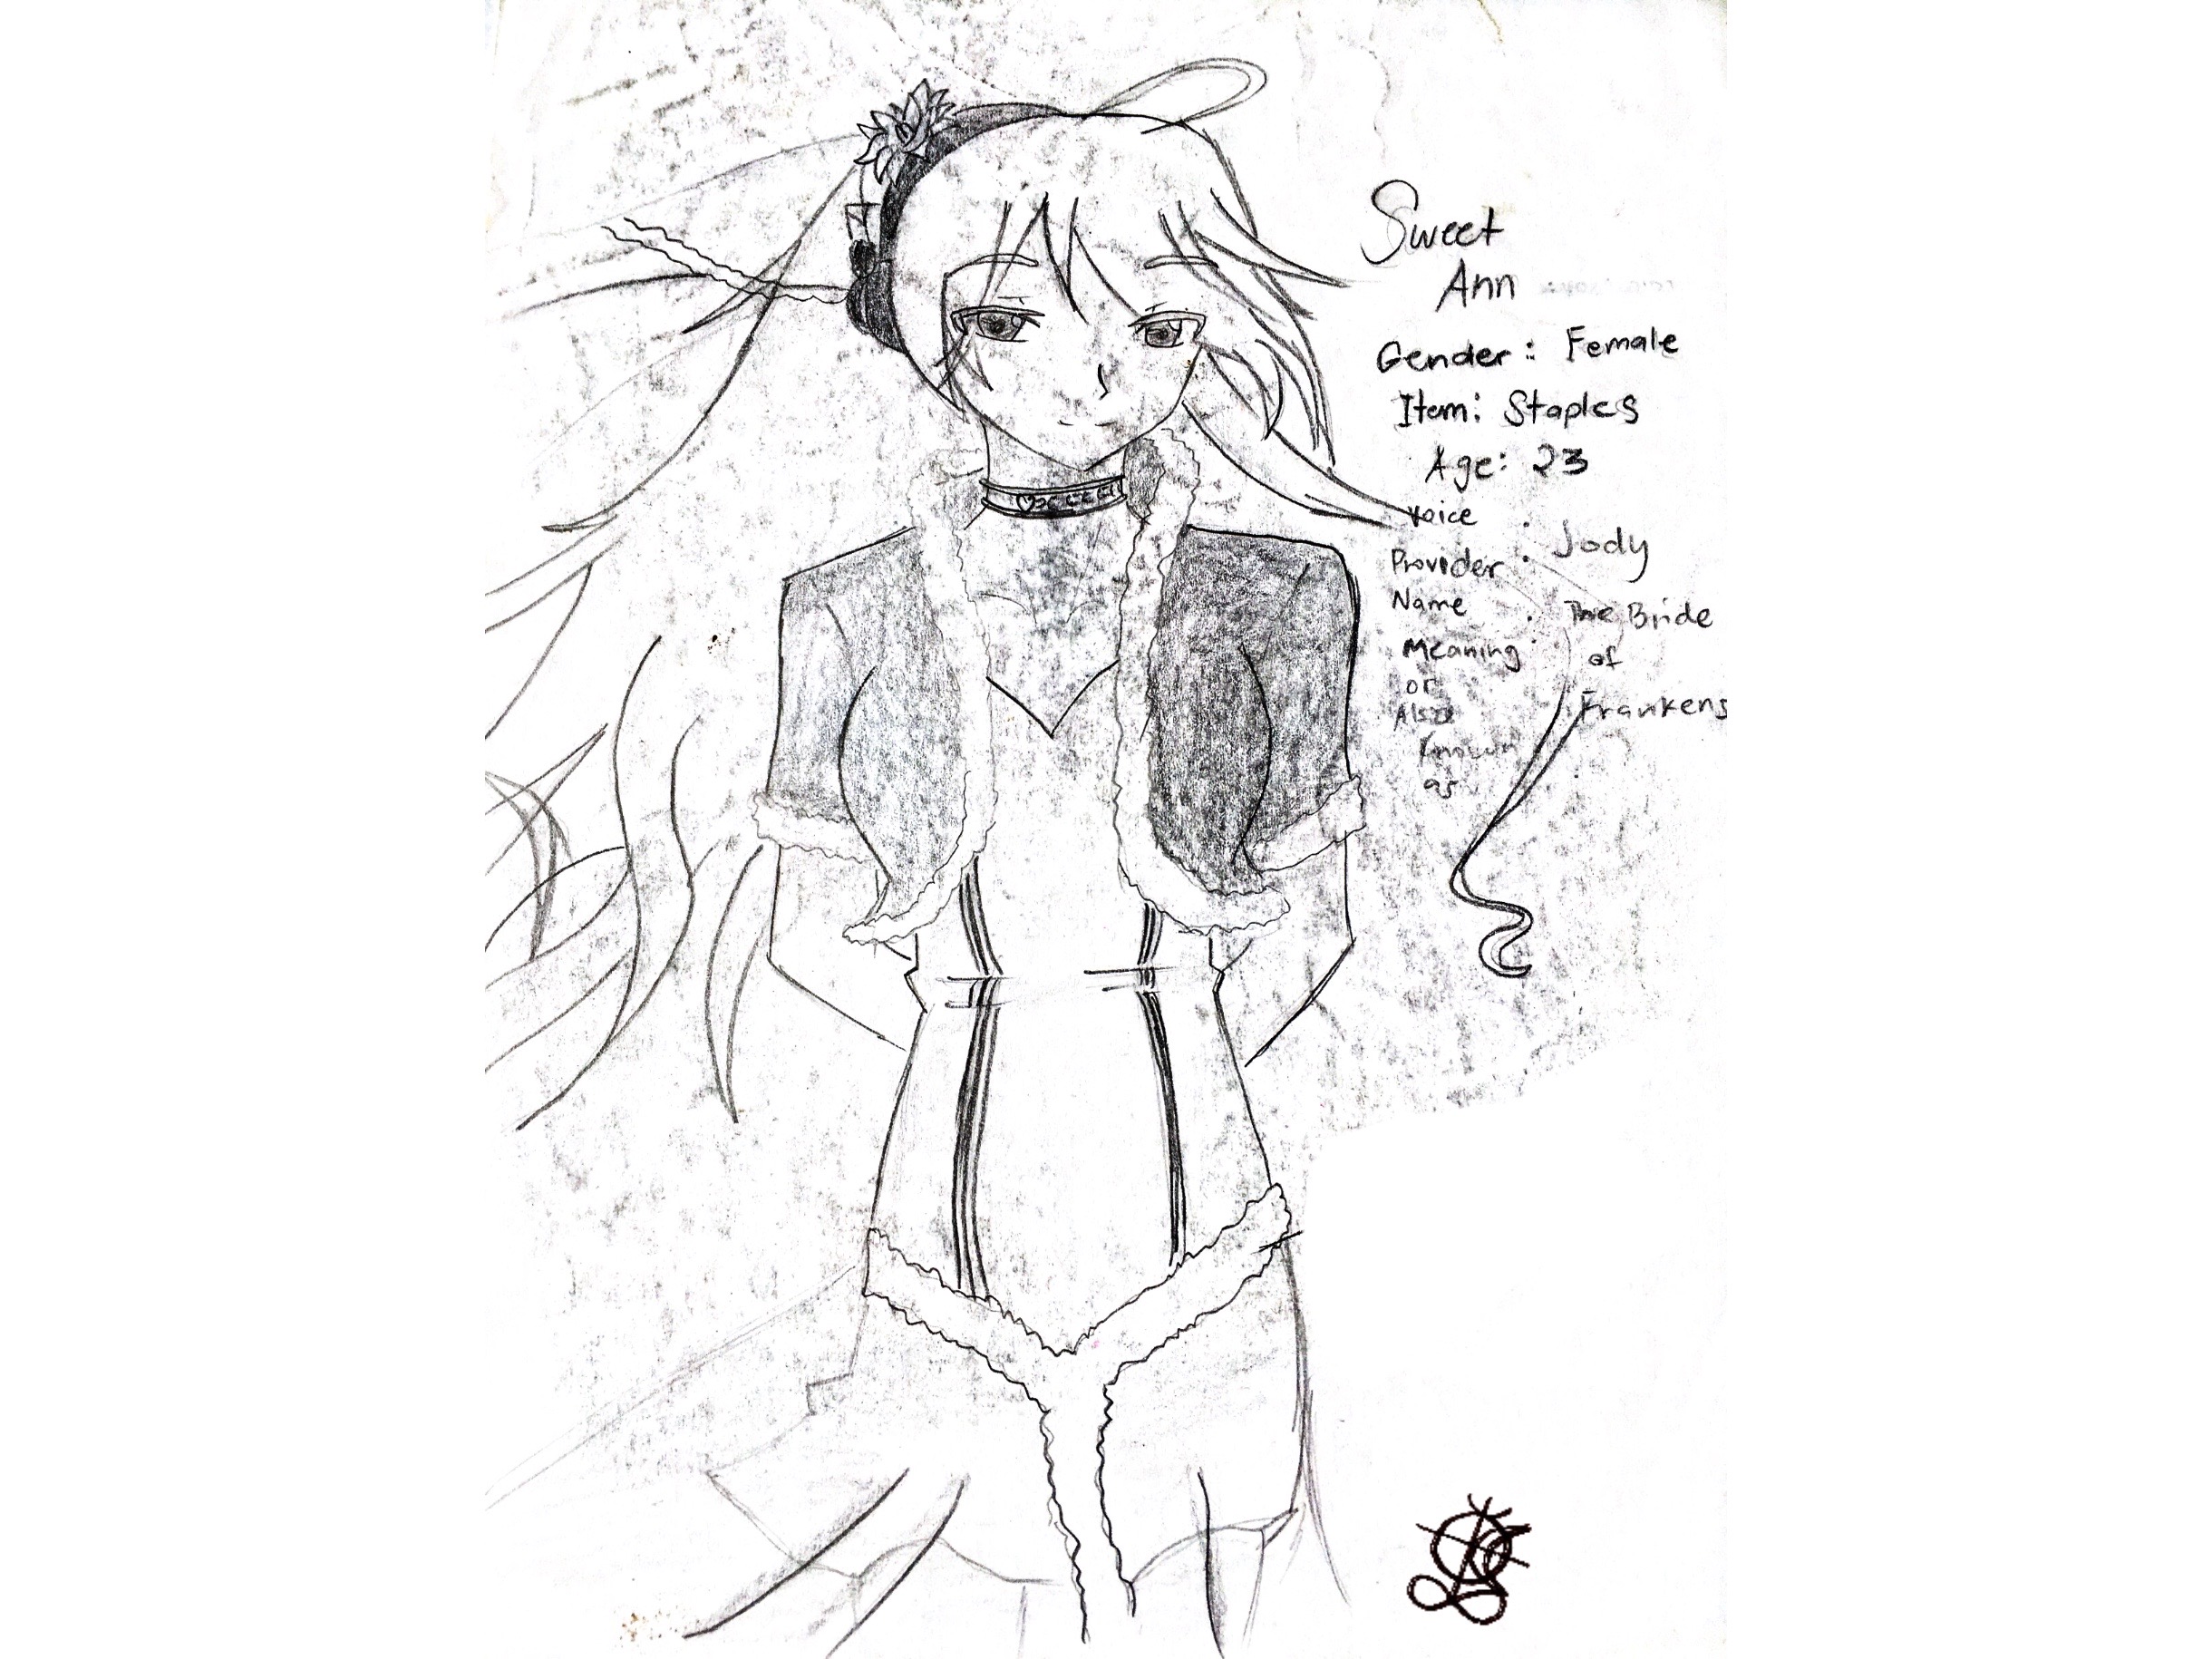 Sweet
Ann
Gender: Female
Item: Staples
Age: 23
Voice
Provider: Jody
Name
Meaning : The Bride
or of
Also Frankens
known
as